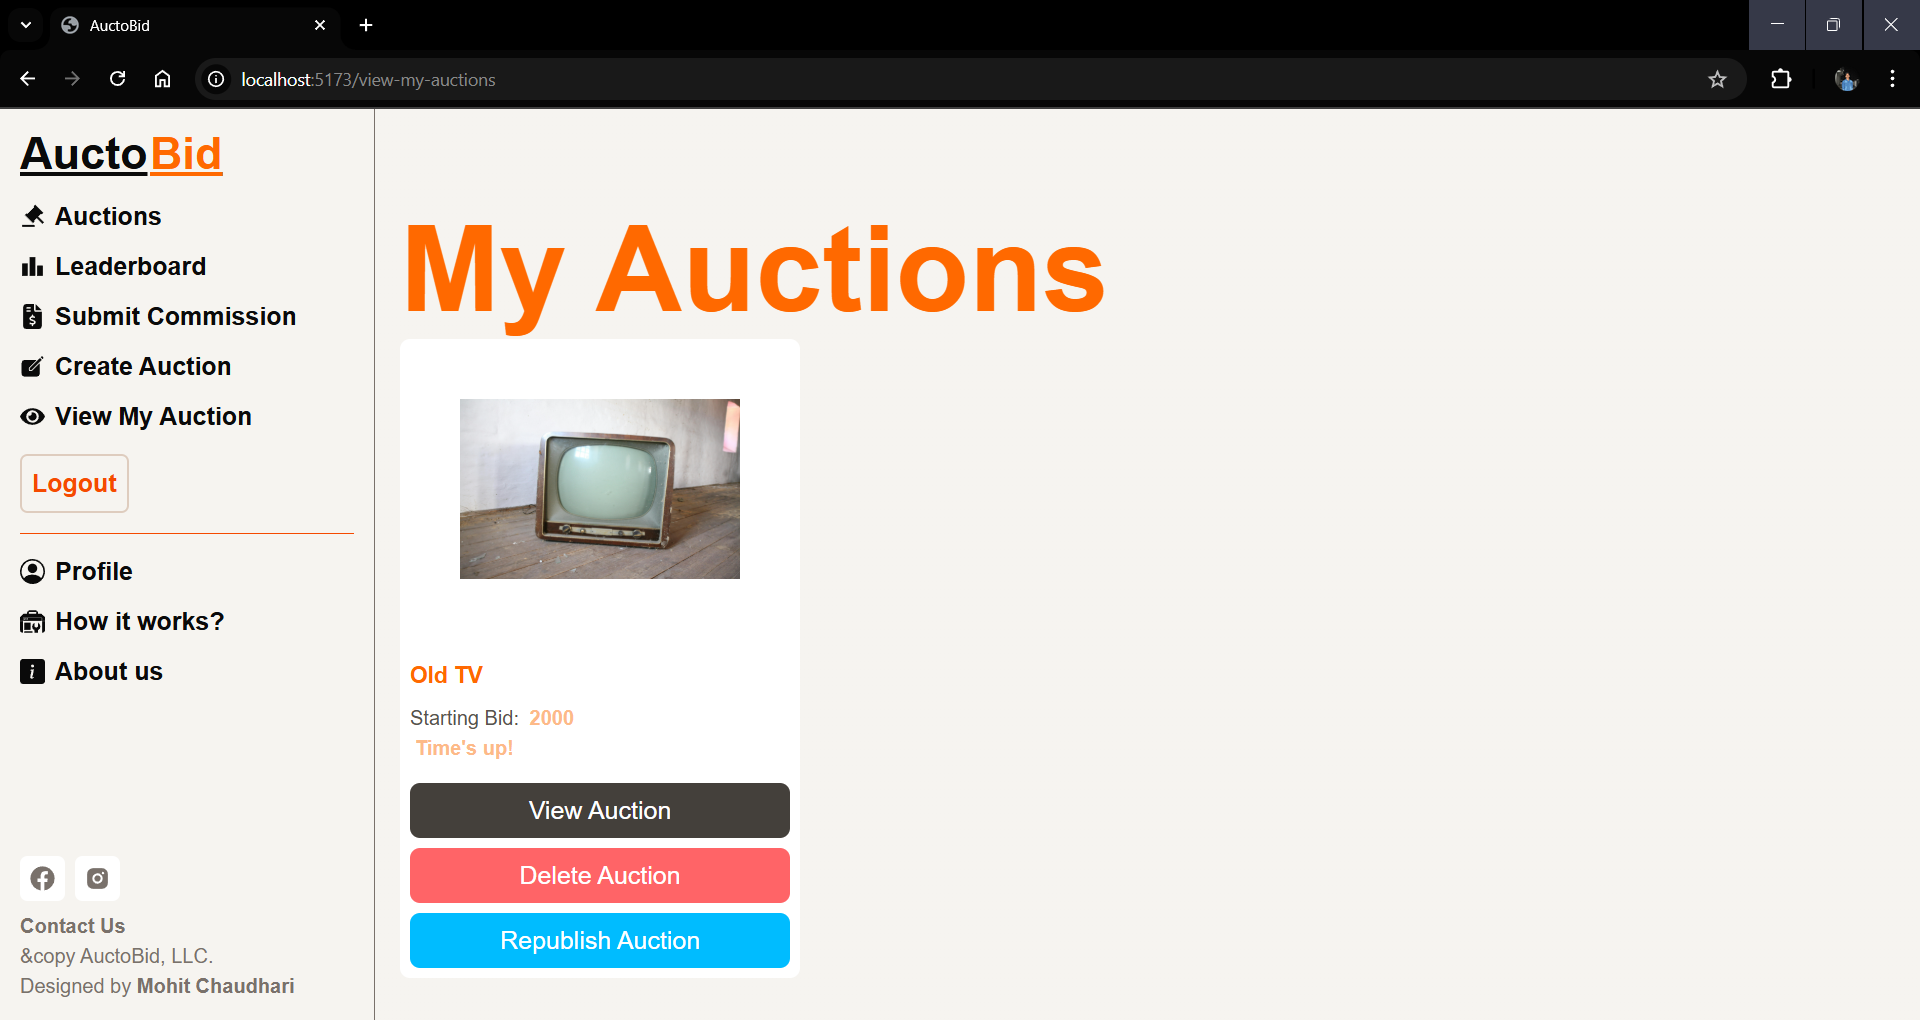 AuctoBid
localhost:5173/view-my-auctions
AuctoBid
Auctions
Leaderboard
Submit Commission
Create Auction
View My Auction
Logout
Profile
How it works?
About us
Contact Us
&copy AuctoBid, LLC.
Designed by Mohit Chaudhari
My Auctions
Old TV
Starting Bid: 2000
Time's up!
View Auction
Delete Auction
Republish Auction